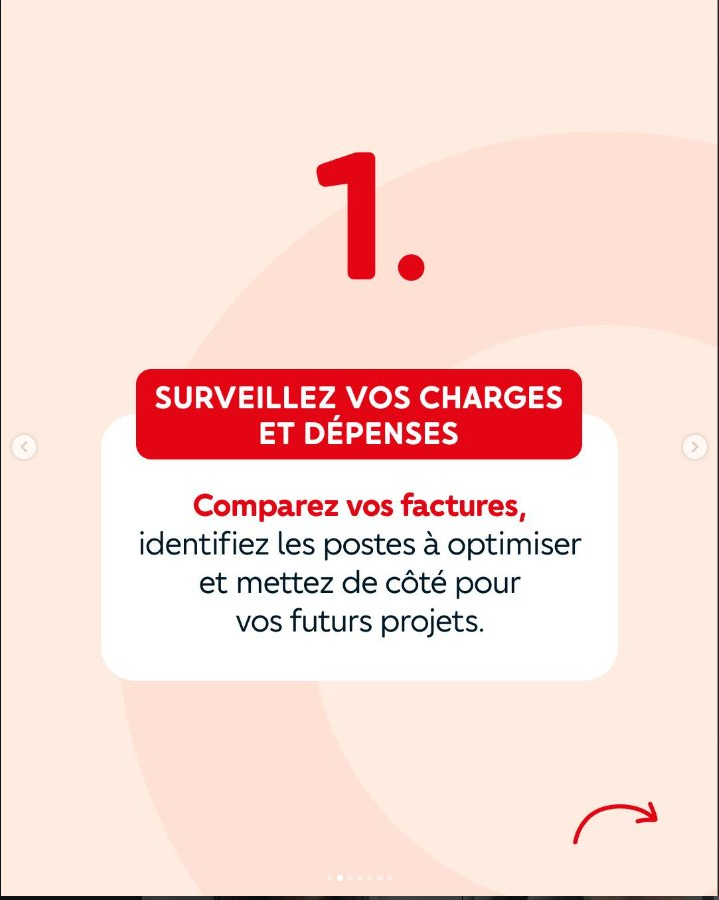 1.
SURVEILLEZ VOS CHARGES
ET DÉPENSES
Comparez vos factures,
identifiez les postes à optimiser
et mettez de côté pour
vos futurs projets.